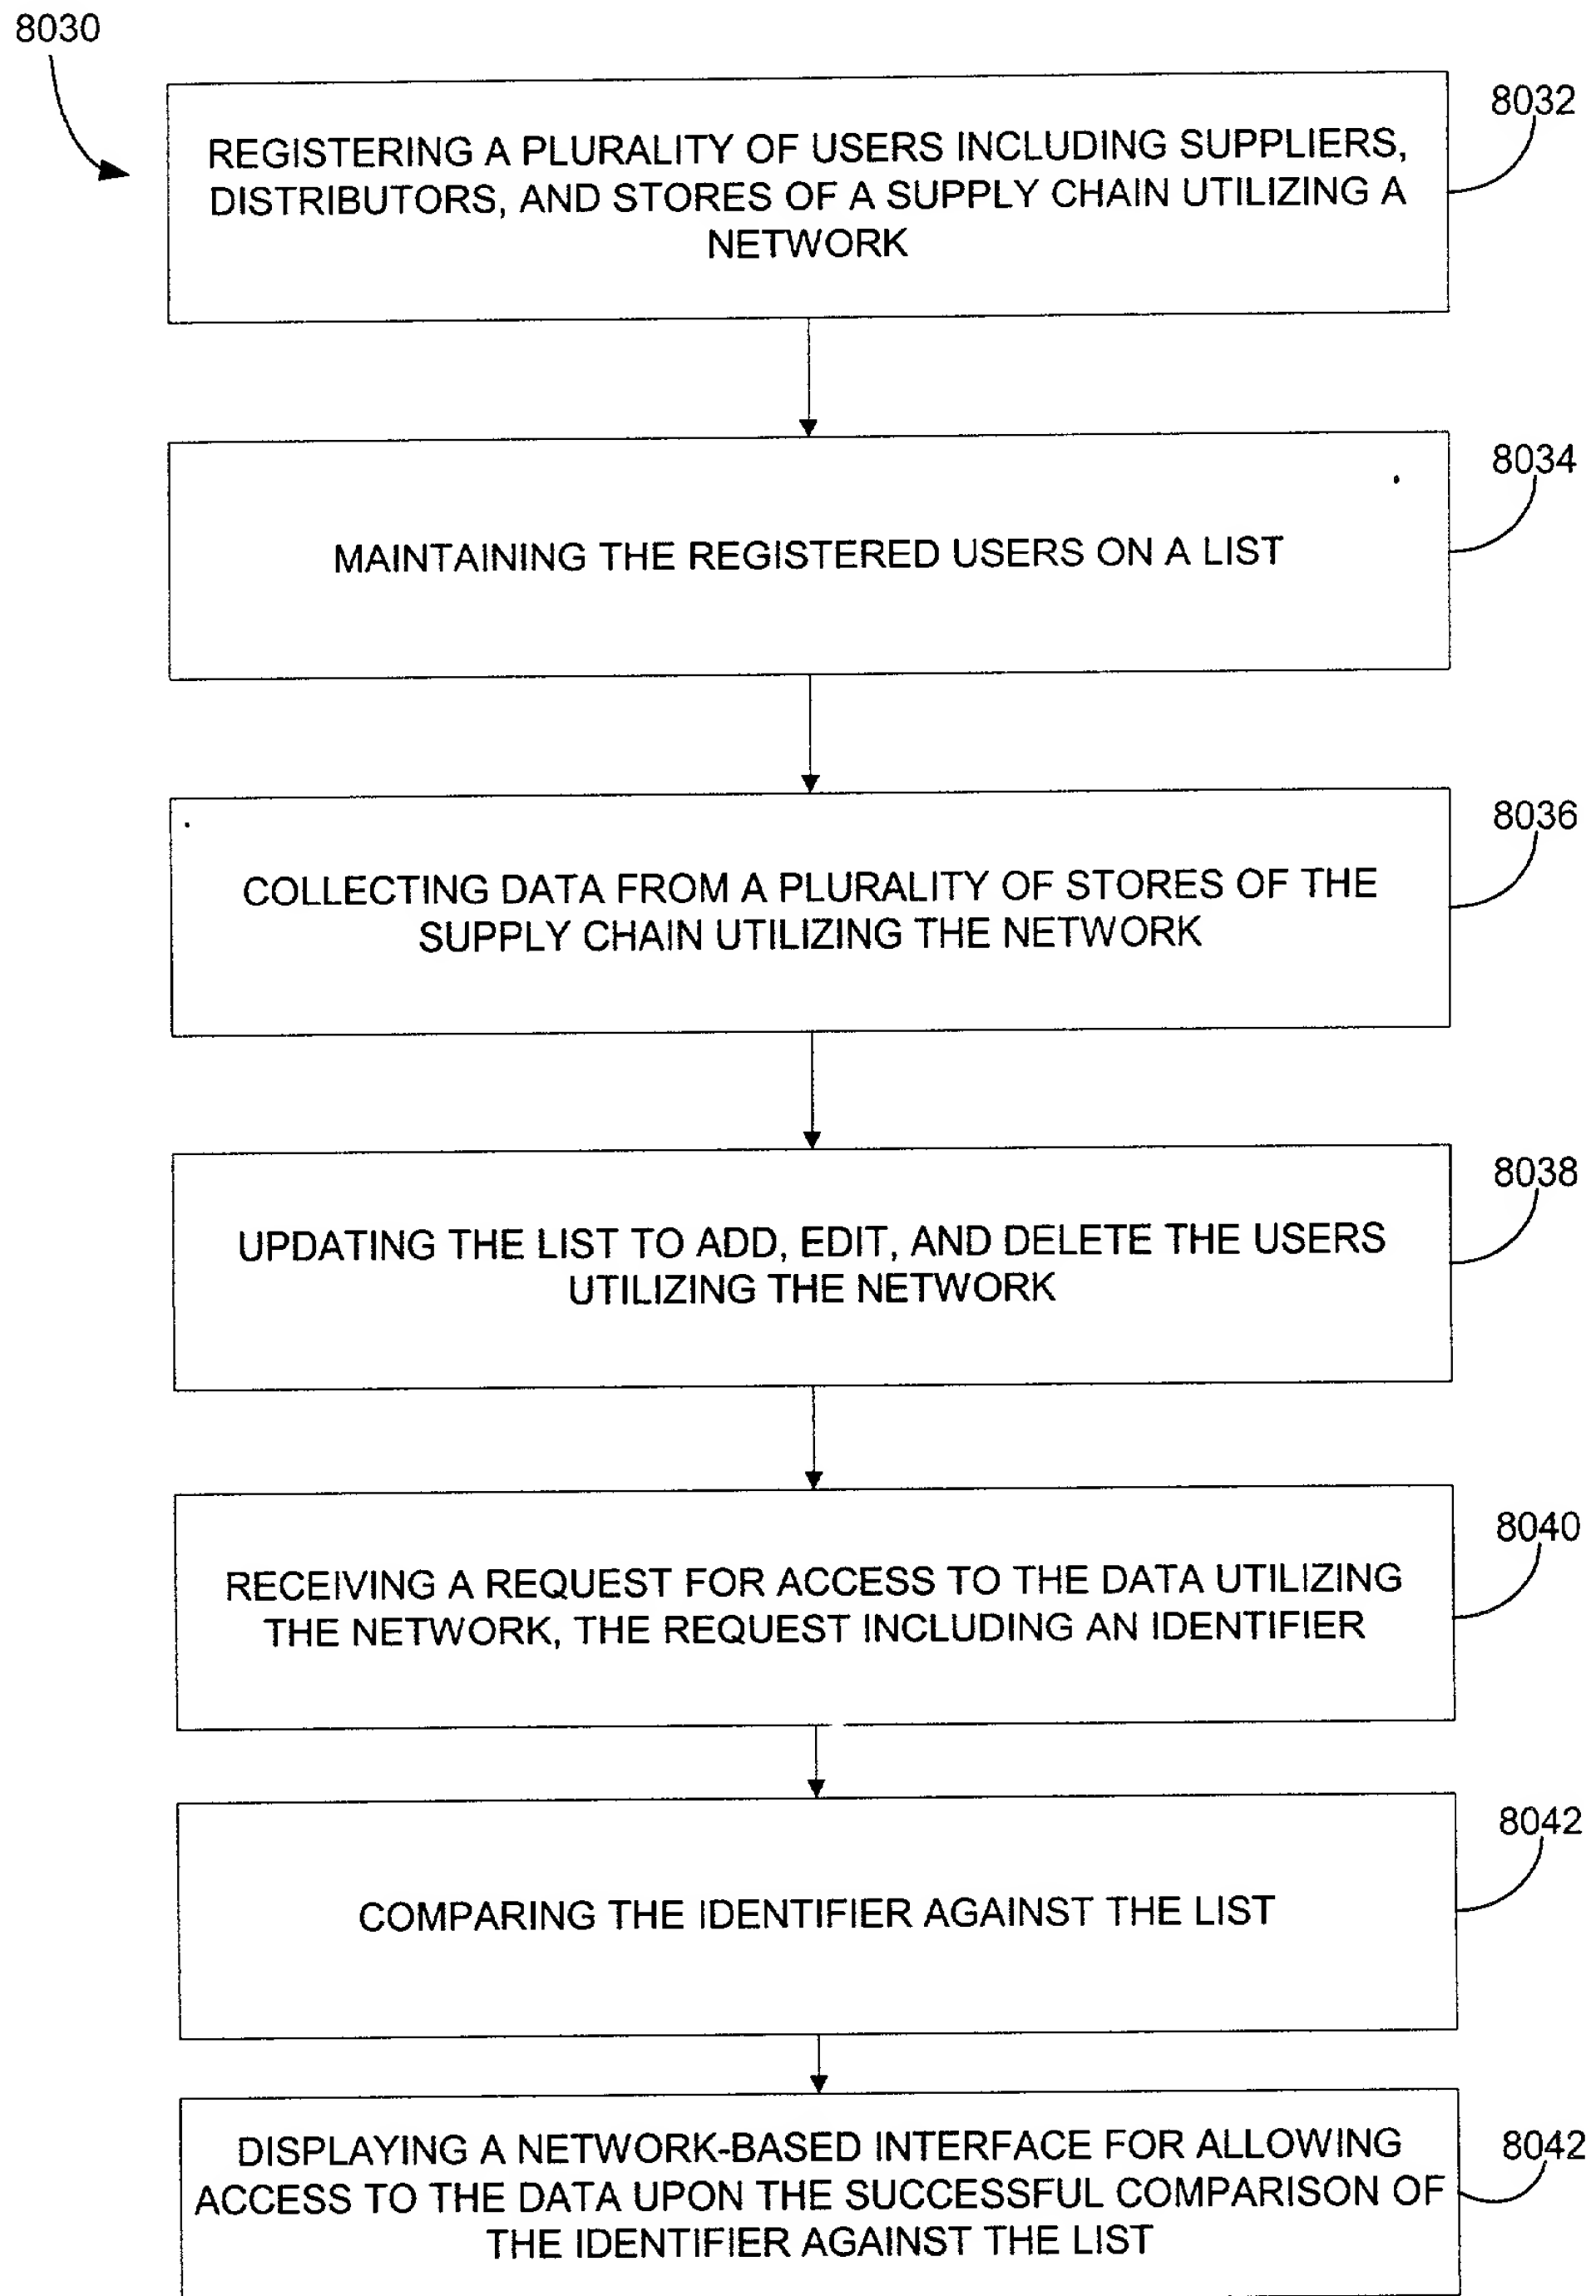 8030
8032
REGISTERING A PLURALITY OF USERS INCLUDING SUPPLIERS,
DISTRIBUTORS, AND STORES OF A SUPPLY CHAIN UTILIZING A
NETWORK
8034
MAINTAINING THE REGISTERED USERS ON A LIST
8036
COLLECTING DATA FROM A PLURALITY OF STORES OF THE
SUPPLY CHAIN UTILIZING THE NETWORK
8038
UPDATING THE LIST TO ADD, EDIT, AND DELETE THE USERS
UTILIZING THE NETWORK
8040
RECEIVING A REQUEST FOR ACCESS TO THE DATA UTILIZING
THE NETWORK, THE REQUEST INCLUDING AN IDENTIFIER
8042
COMPARING THE IDENTIFIER AGAINST THE LIST
8042
DISPLAYING A NETWORK-BASED INTERFACE FOR ALLOWING
ACCESS TO THE DATA UPON THE SUCCESSFUL COMPARISON OF
THE IDENTIFIER AGAINST THE LIST